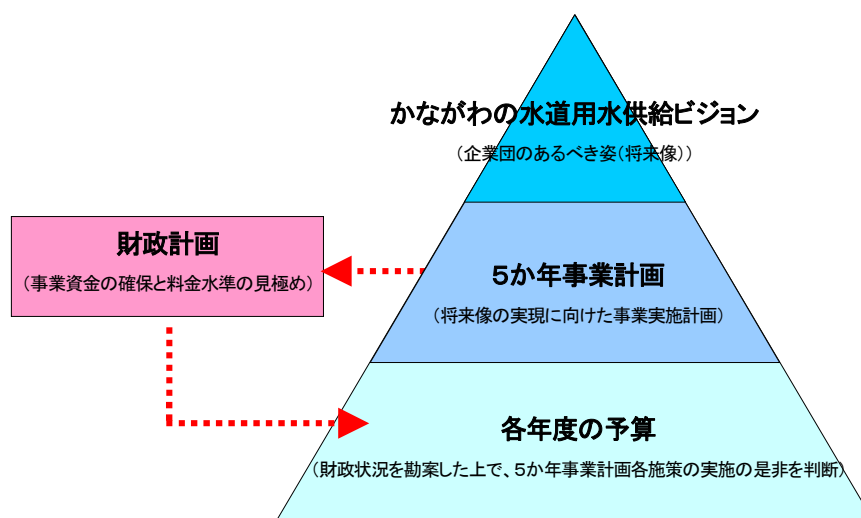 かながわの水道用水供給ビジョン
（企業団のあるべき姿（将来像））
財政計画
（事業資金の確保と料金水準の見極め）
５か年事業計画
（将来像の実現に向けた事業実施計画）
各年度の予算
（財政状況を勘案した上で、５か年事業計画各施策の実施の是非を判断）